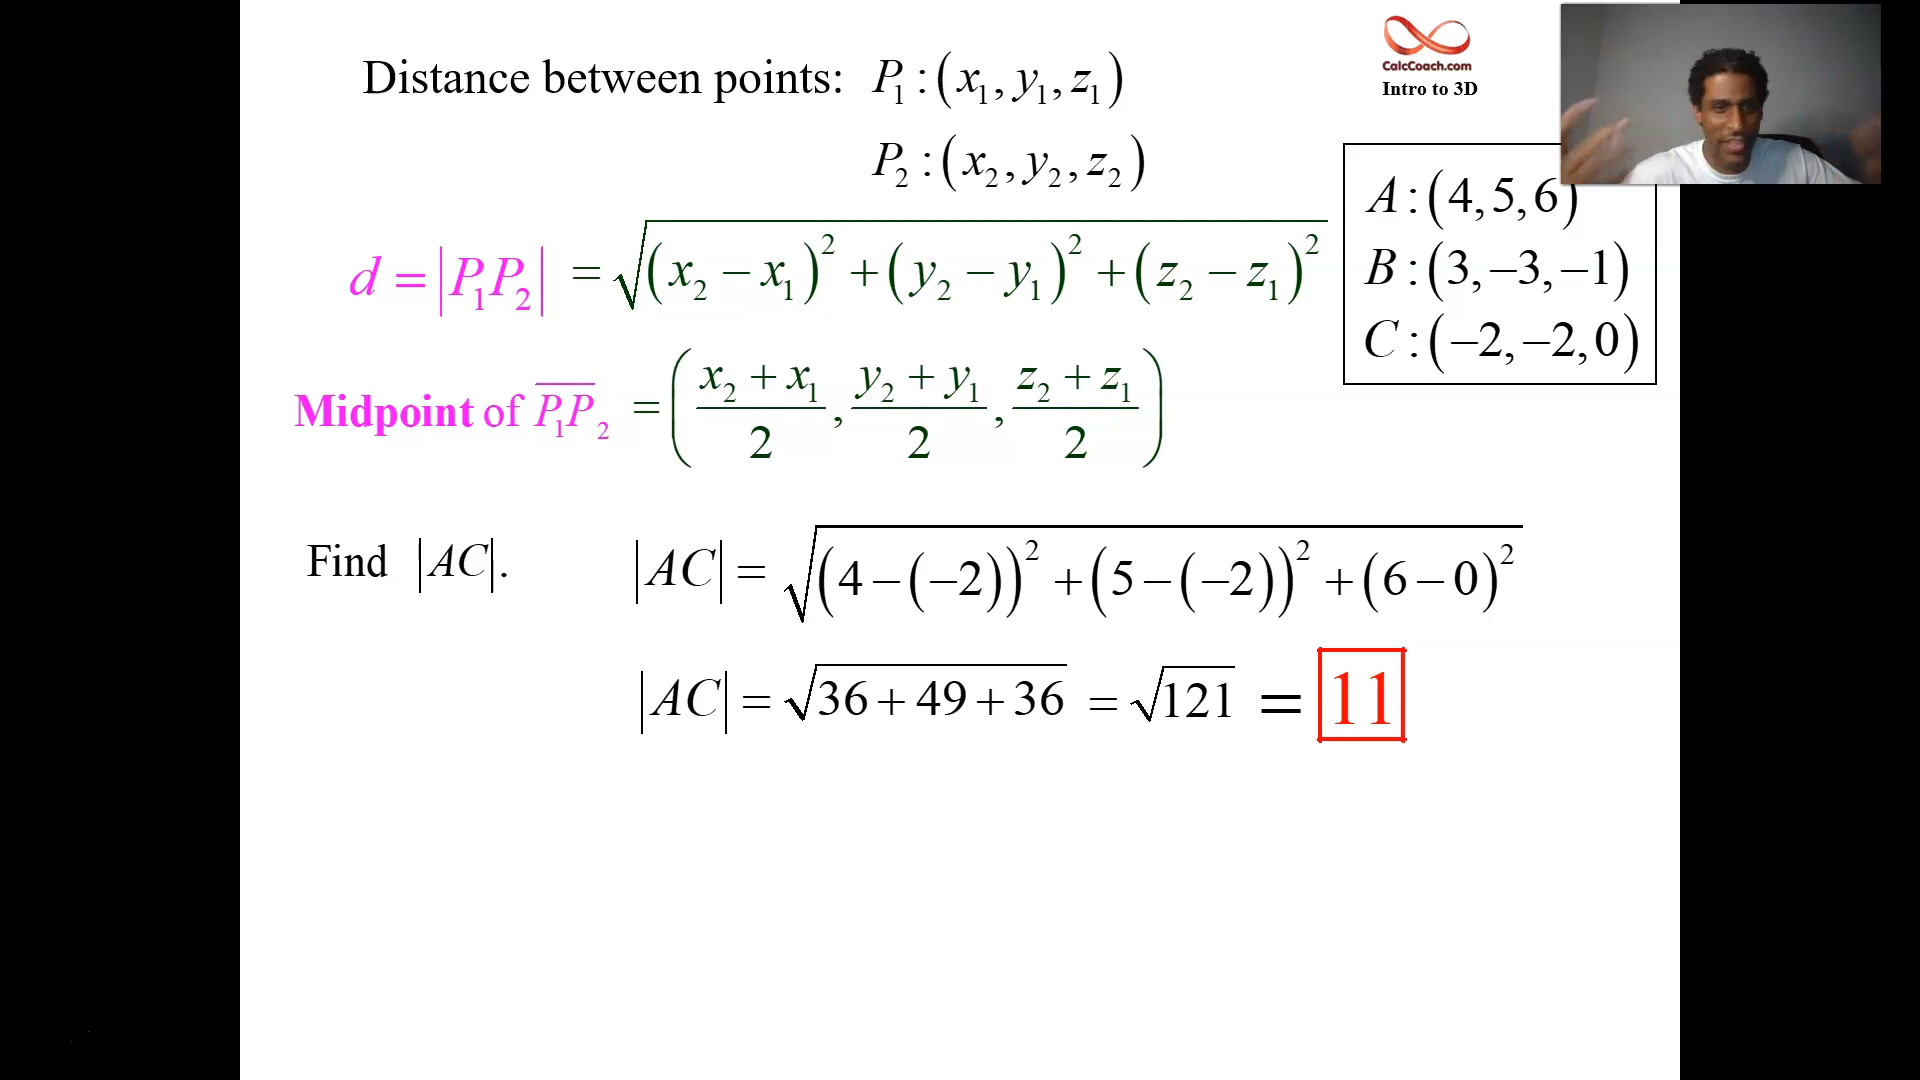 Distance between points: P₁ : (x₁, y₁, z₁)
P₂ : (x₂, y₂, z₂)
CalcCoach.com
Intro to 3D
A : (4, 5, 6)
B : (3, −3, −1)
C : (−2, −2, 0)
d = |P₁P₂| = √((x₂ − x₁)² + (y₂ − y₁)² + (z₂ − z₁)²)
Midpoint of P₁P₂ = ((x₂ + x₁)/2, (y₂ + y₁)/2, (z₂ + z₁)/2)
Find |AC|. |AC| = √((4 − (−2))² + (5 − (−2))² + (6 − 0)²)
|AC| = √(36 + 49 + 36) = √121 = 11